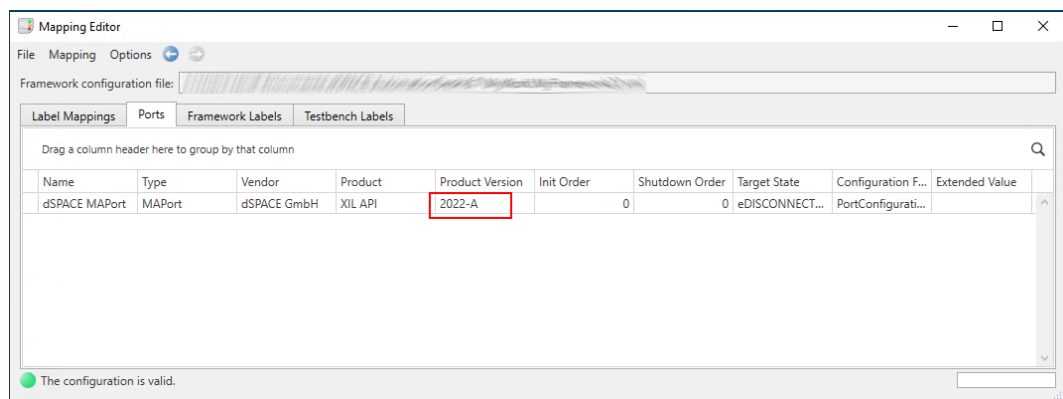 Mapping Editor
File Mapping Options
Framework configuration file:
Label Mappings Ports Framework Labels Testbench Labels
Drag a column header here to group by that column
Name Type Vendor Product Product Version Init Order Shutdown Order Target State Configuration F... Extended Value
dSPACE MAPort MAPort dSPACE GmbH XIL API 2022-A 0 0 eDISCONNECT... PortConfigurati...
The configuration is valid.